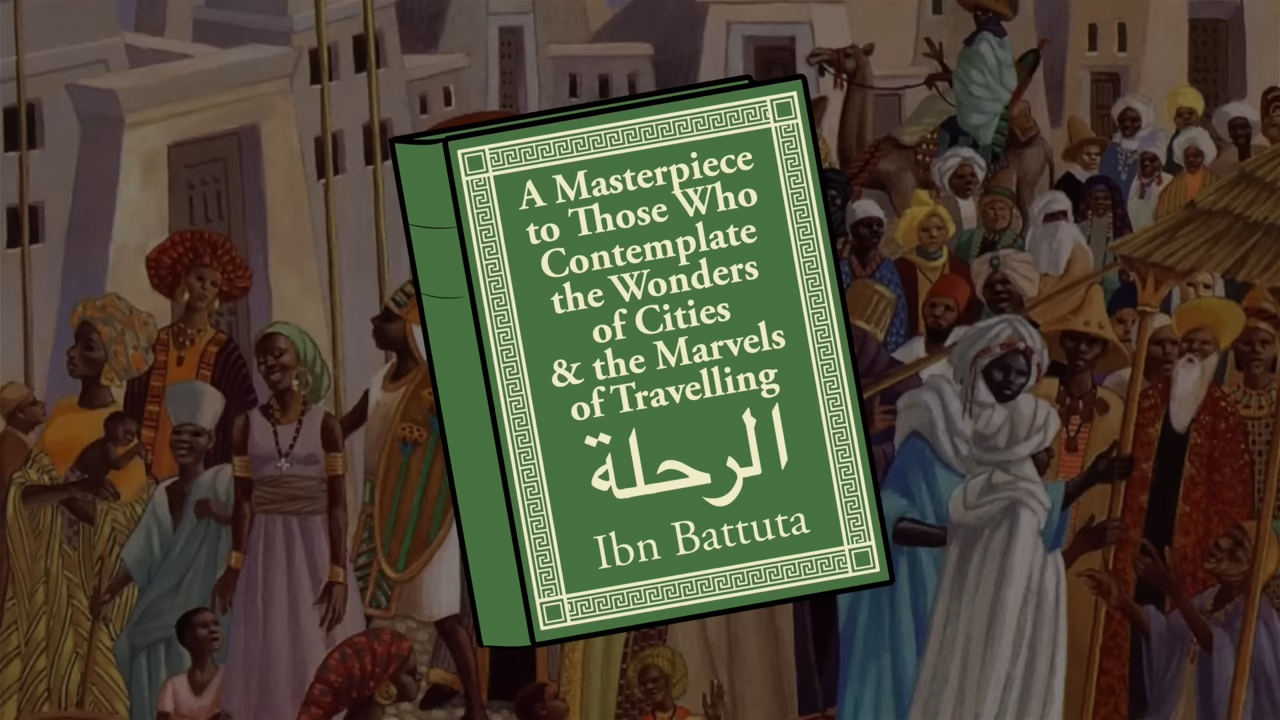 A Masterpiece
to Those Who
Contemplate
the Wonders
of Cities
& the Marvels
of Travelling
الرحلة
Ibn Battuta